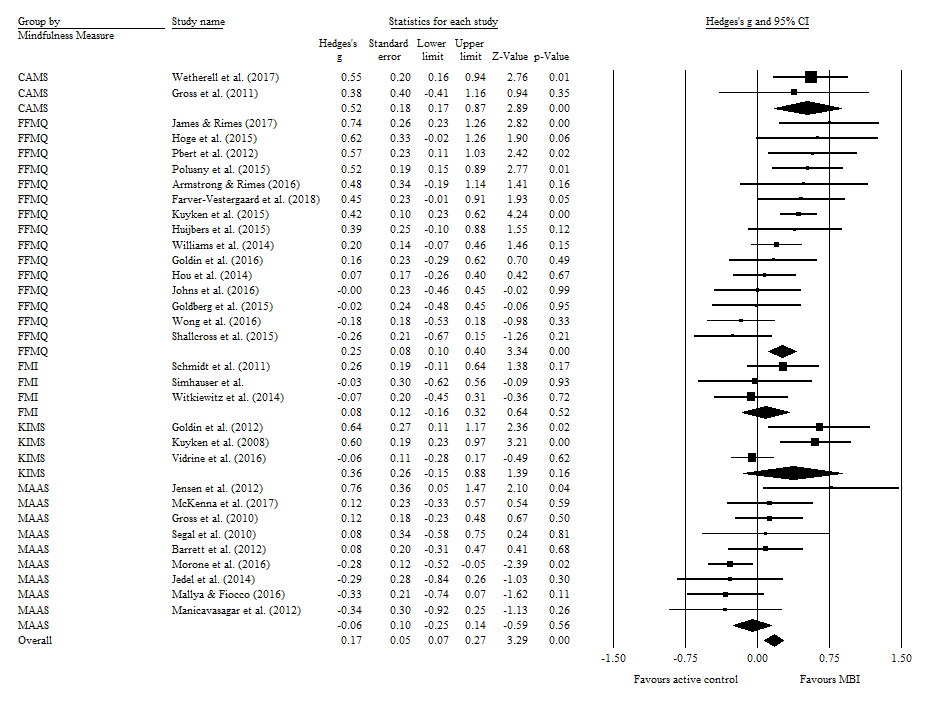 Group by Study name Statistics for each study Hedges's g and 95% CI
Mindfulness Measure
Hedges's Standard Lower Upper
g error limit limit Z-Value p-Value
CAMS Wetherell et al. (2017) 0.55 0.20 0.16 0.94 2.76 0.01
CAMS Gross et al. (2011) 0.38 0.40 -0.41 1.16 0.94 0.35
CAMS 0.52 0.18 0.17 0.87 2.89 0.00
FFMQ James & Rimes (2017) 0.74 0.26 0.23 1.26 2.82 0.00
FFMQ Hoge et al. (2015) 0.62 0.33 -0.02 1.26 1.90 0.06
FFMQ Pbert et al. (2012) 0.57 0.23 0.11 1.03 2.42 0.02
FFMQ Polusny et al. (2015) 0.52 0.19 0.15 0.89 2.77 0.01
FFMQ Armstrong & Rimes (2016) 0.48 0.34 -0.19 1.14 1.41 0.16
FFMQ Farver-Vestergaard et al. (2018) 0.45 0.23 -0.01 0.91 1.93 0.05
FFMQ Kuyken et al. (2015) 0.42 0.10 0.23 0.62 4.24 0.00
FFMQ Huijbers et al. (2015) 0.39 0.25 -0.10 0.88 1.55 0.12
FFMQ Williams et al. (2014) 0.20 0.14 -0.07 0.46 1.46 0.15
FFMQ Goldin et al. (2016) 0.16 0.23 -0.29 0.62 0.70 0.49
FFMQ Hou et al. (2014) 0.07 0.17 -0.26 0.40 0.42 0.67
FFMQ Johns et al. (2016) -0.00 0.23 -0.46 0.45 -0.02 0.99
FFMQ Goldberg et al. (2015) -0.02 0.24 -0.48 0.45 -0.06 0.95
FFMQ Wong et al. (2016) -0.18 0.18 -0.53 0.18 -0.98 0.33
FFMQ Shallcross et al. (2015) -0.26 0.21 -0.67 0.15 -1.26 0.21
FFMQ 0.25 0.08 0.10 0.40 3.34 0.00
FMI Schmidt et al. (2011) 0.26 0.19 -0.11 0.64 1.38 0.17
FMI Simhauser et al. -0.03 0.30 -0.62 0.56 -0.09 0.93
FMI Witkiewitz et al. (2014) -0.07 0.20 -0.45 0.31 -0.36 0.72
FMI 0.08 0.12 -0.16 0.32 0.64 0.52
KIMS Goldin et al. (2012) 0.64 0.27 0.11 1.17 2.36 0.02
KIMS Kuyken et al. (2008) 0.60 0.19 0.23 0.97 3.21 0.00
KIMS Vidrine et al. (2016) -0.06 0.11 -0.28 0.17 -0.49 0.62
KIMS 0.36 0.26 -0.15 0.88 1.39 0.16
MAAS Jensen et al. (2012) 0.76 0.36 0.05 1.47 2.10 0.04
MAAS McKenna et al. (2017) 0.12 0.23 -0.33 0.57 0.54 0.59
MAAS Gross et al. (2010) 0.12 0.18 -0.23 0.48 0.67 0.50
MAAS Segal et al. (2010) 0.08 0.34 -0.58 0.75 0.24 0.81
MAAS Barrett et al. (2012) 0.08 0.20 -0.31 0.47 0.41 0.68
MAAS Morone et al. (2016) -0.28 0.12 -0.52 -0.05 -2.39 0.02
MAAS Jedel et al. (2014) -0.29 0.28 -0.84 0.26 -1.03 0.30
MAAS Mallya & Fiocco (2016) -0.33 0.21 -0.74 0.07 -1.62 0.11
MAAS Manicavasagar et al. (2012) -0.34 0.30 -0.92 0.25 -1.13 0.26
MAAS -0.06 0.10 -0.25 0.14 -0.59 0.56
Overall 0.17 0.05 0.07 0.27 3.29 0.00
-1.50 -0.75 0.00 0.75 1.50
Favours active control Favours MBI